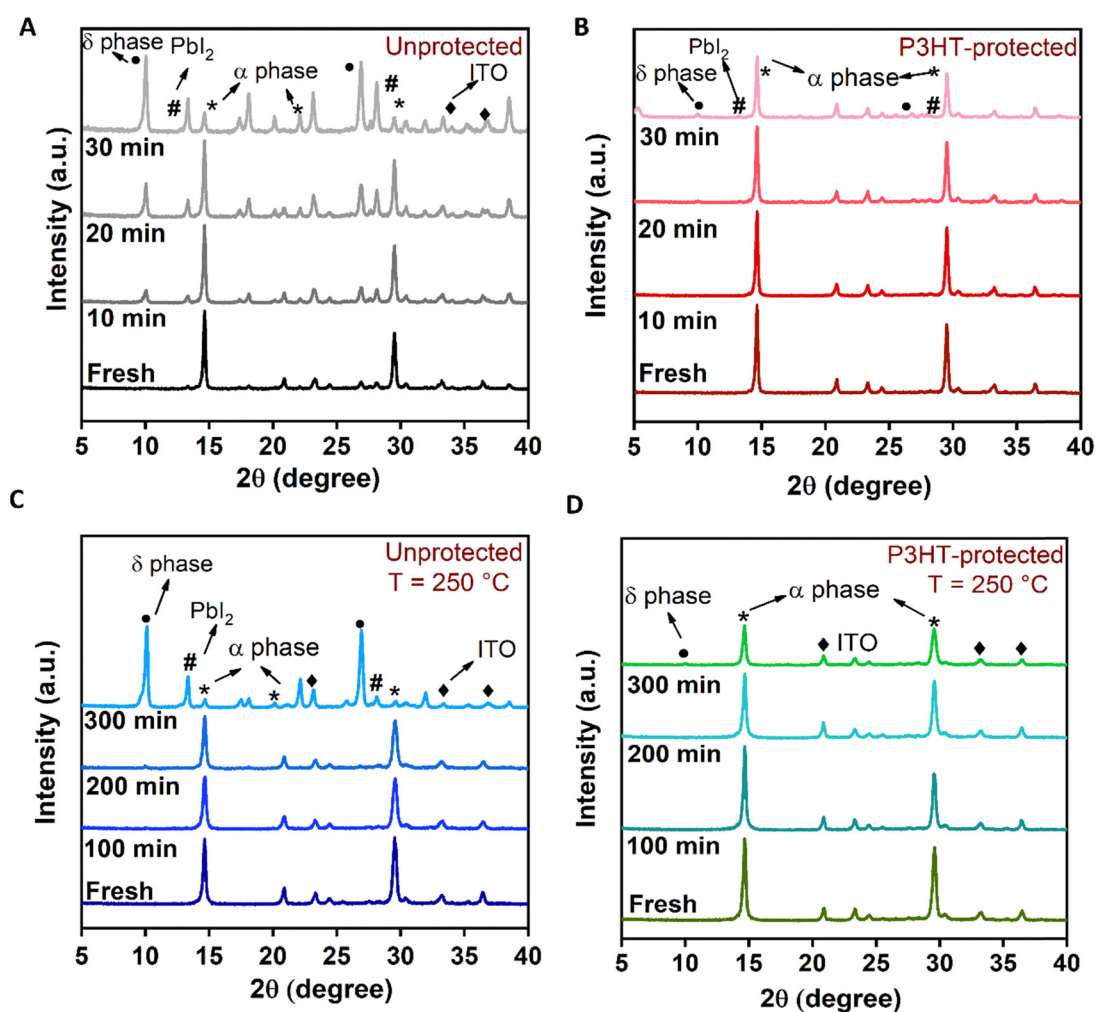 A
Unprotected
δ phase
PbI2
α phase
ITO
•
#
*
*
•
#
*
♦
♦
30 min
20 min
10 min
Fresh
Intensity (a.u.)
5 10 15 20 25 30 35 40
2θ (degree)
B
P3HT-protected
PbI2
δ phase
α phase
•
#
*
•
#
*
30 min
20 min
10 min
Fresh
Intensity (a.u.)
5 10 15 20 25 30 35 40
2θ (degree)
C
Unprotected
T = 250 °C
δ phase
PbI2
α phase
ITO
•
#
*
*
♦
•
#
*
♦
♦
300 min
200 min
100 min
Fresh
Intensity (a.u.)
5 10 15 20 25 30 35 40
2θ (degree)
D
P3HT-protected
T = 250 °C
δ phase
α phase
•
*
♦ ITO
*
♦
♦
300 min
200 min
100 min
Fresh
Intensity (a.u.)
5 10 15 20 25 30 35 40
2θ (degree)